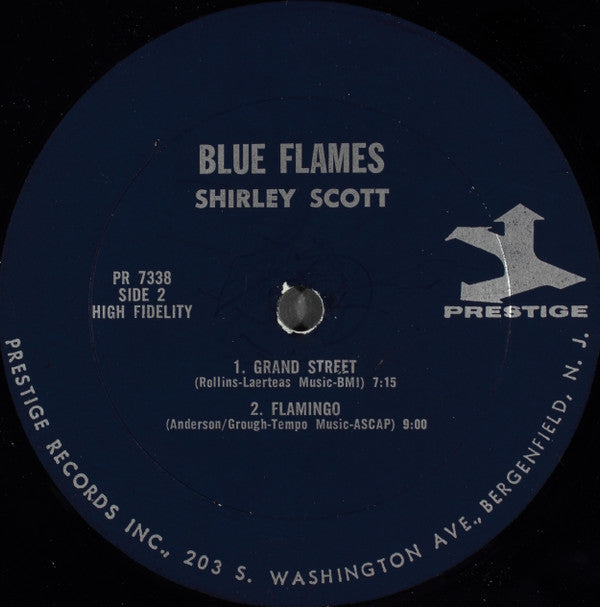 BLUE FLAMES
SHIRLEY SCOTT
PR 7338
SIDE 2
HIGH FIDELITY
PRESTIGE
1. GRAND STREET
(Rollins-Laerteas Music-BMI) 7:15
2. FLAMINGO
(Anderson/Grough-Tempo Music-ASCAP) 9:00
PRESTIGE RECORDS INC., 203 S. WASHINGTON AVE., BERGENFIELD, N. J.